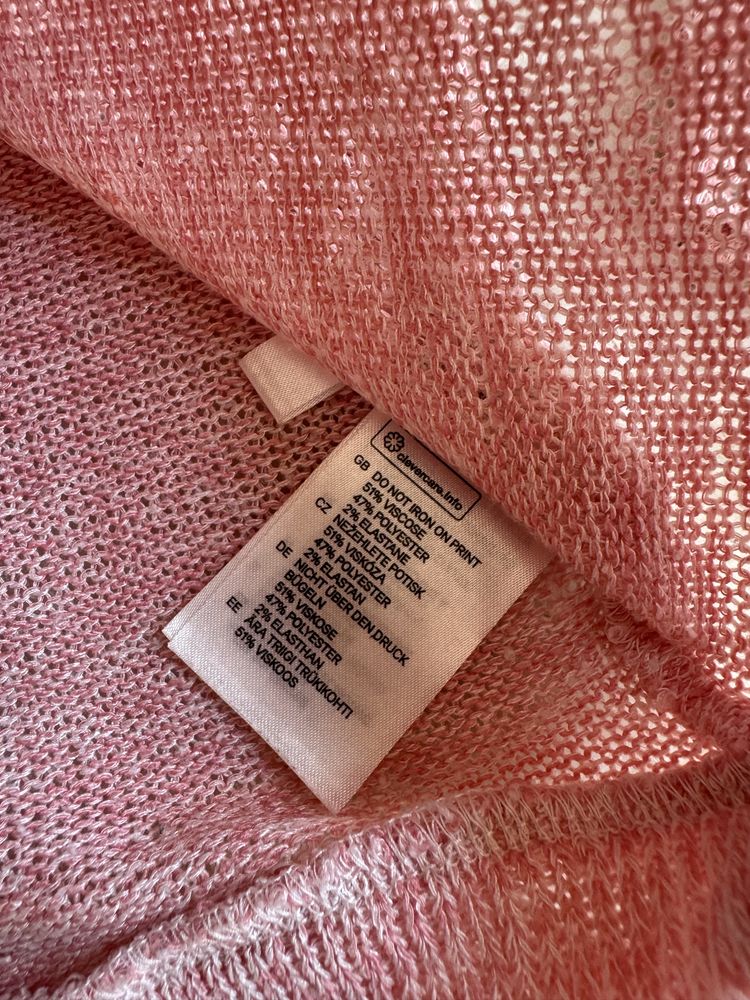 clevercare.info
GB DO NOT IRON ON PRINT
51% VISCOSE
47% POLYESTER
2% ELASTANE
CZ NEŽEHLETE POTISK
51% VISKÓZA
47% POLYESTER
2% ELASTAN
DE NICHT ÜBER DEN DRUCK
BÜGELN
51% VISKOSE
47% POLYESTER
2% ELASTHAN
EE ÄRA TRIIGI TRÜKIKOHTI
51% VISKOOS